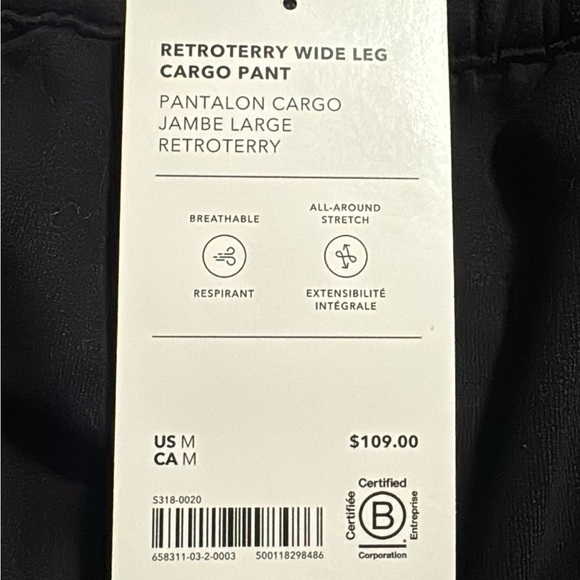 RETROTERRY WIDE LEG
CARGO PANT
PANTALON CARGO
JAMBE LARGE
RETROTERRY
BREATHABLE
RESPIRANT
ALL-AROUND
STRETCH
EXTENSIBILITÉ
INTÉGRALE
US M
CA M
$109.00
S318-0020
658311-03-2-0003 500118298486
Certified
Certifiée
B
Entreprise
Corporation